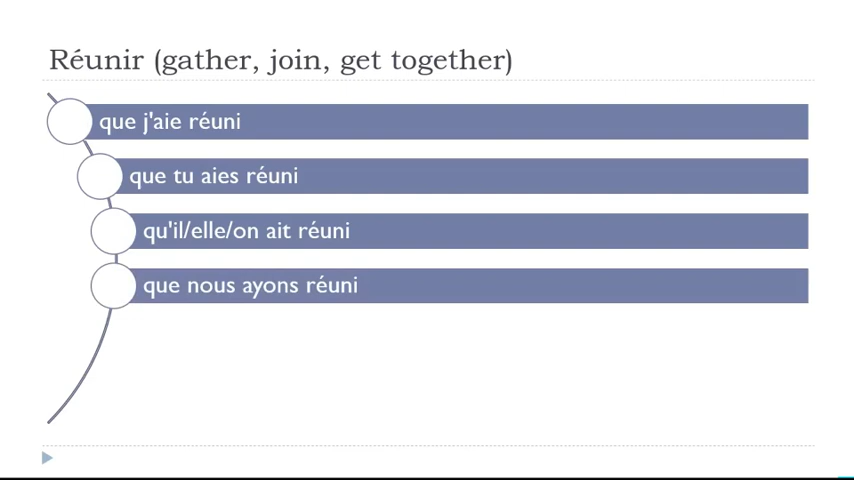 Réunir (gather, join, get together)
que j'aie réuni
que tu aies réuni
qu'il/elle/on ait réuni
que nous ayons réuni